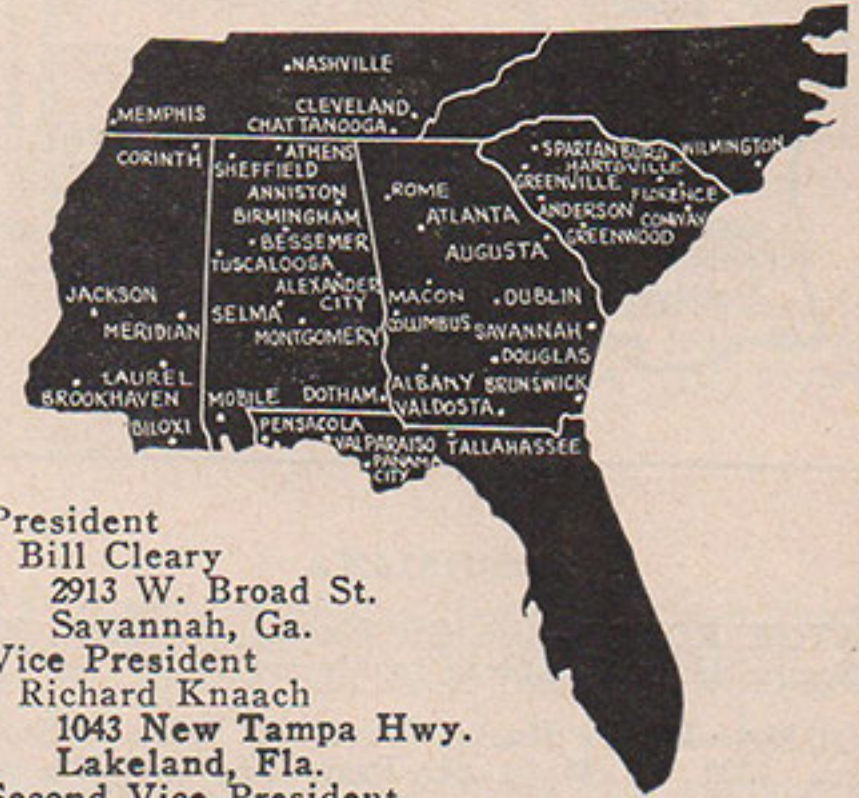 NASHVILLE
MEMPHIS
CLEVELAND
CHATTANOOGA
CORINTH
ATHENS
SHEFFIELD
ANNISTON
BIRMINGHAM
BESSEMER
TUSCALOOSA
ALEXANDER
CITY
SELMA
MONTGOMERY
JACKSON
MERIDIAN
LAUREL
BROOKHAVEN
BILOXI
MOBILE
DOTHAM
ROME
ATLANTA
AUGUSTA
MACON
DUBLIN
COLUMBUS
SAVANNAH
DOUGLAS
ALBANY
BRUNSWICK
VALDOSTA
SPARTANBURG
WILMINGTON
HARTSVILLE
GREENVILLE
FLORENCE
ANDERSON
CONWAY
GREENWOOD
PENSACOLA
VALPARAISO
TALLAHASSEE
PANAMA
CITY
President
Bill Cleary
2913 W. Broad St.
Savannah, Ga.
Vice President
Richard Knaach
1043 New Tampa Hwy.
Lakeland, Fla.
Second Vice President